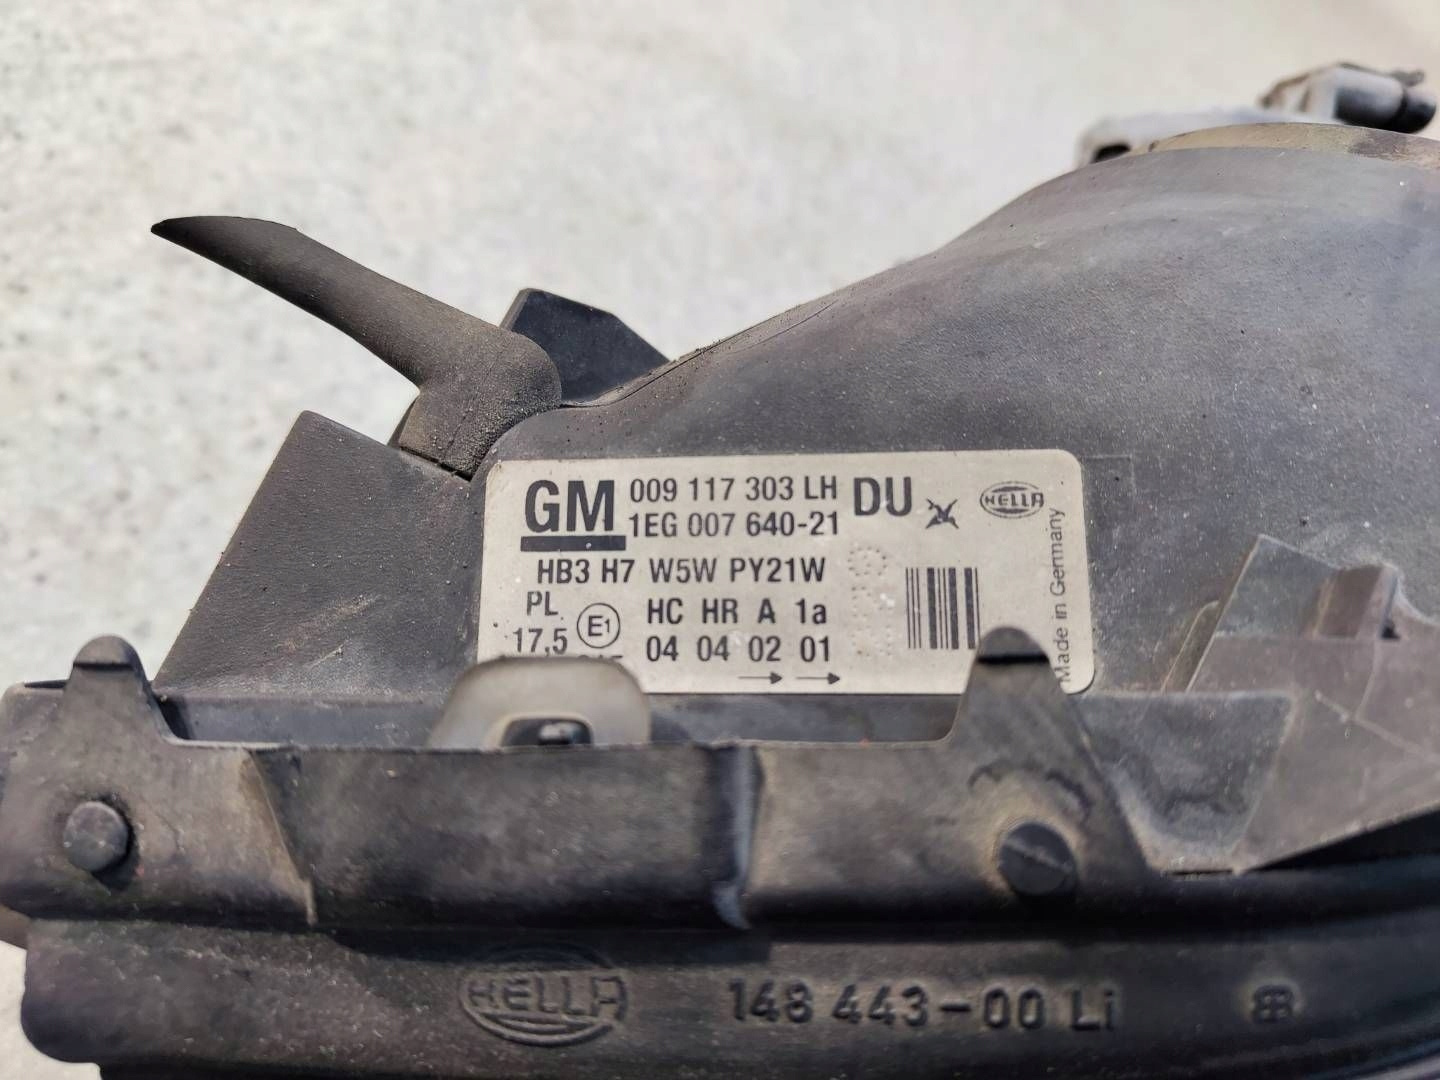 GM 009 117 303 LH DU HELLA
1EG 007 640-21
HB3 H7 W5W PY21W
PL E1 HC HR A 1a
17,5 04 04 02 01
Made in Germany
HELLA 148 443-00 Li